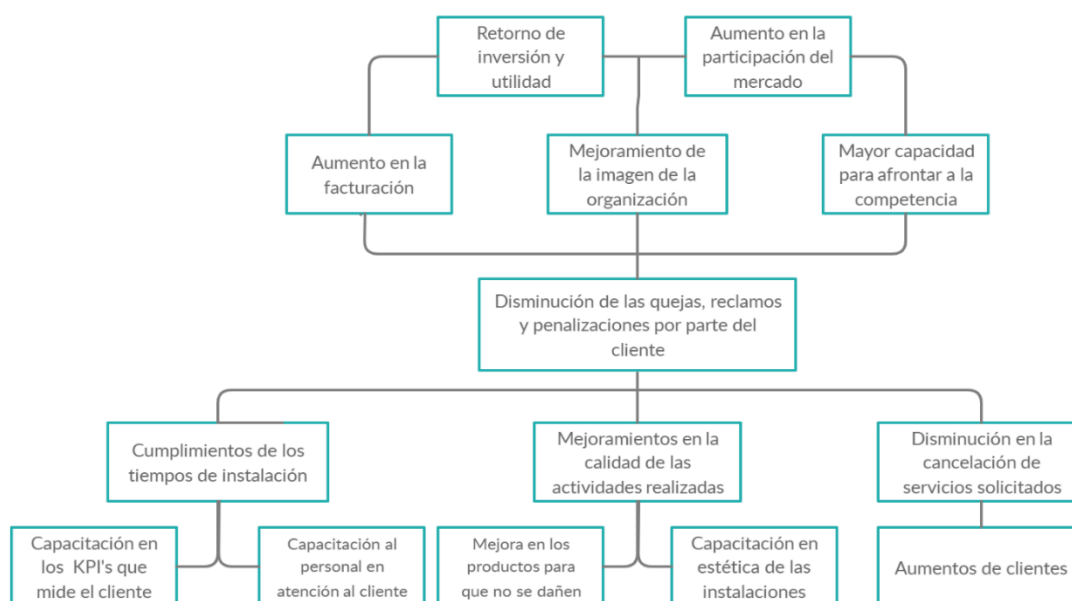 Retorno de
inversión y
utilidad
Aumento en la
participación del
mercado
Aumento en la
facturación
Mejoramiento de
la imagen de la
organización
Mayor capacidad
para afrontar a la
competencia
Disminución de las quejas, reclamos
y penalizaciones por parte del
cliente
Cumplimientos de los
tiempos de instalación
Mejoramientos en la
calidad de las
actividades realizadas
Disminución en la
cancelación de
servicios solicitados
Capacitación en
los KPI's que
mide el cliente
Capacitación al
personal en
atención al cliente
Mejora en los
productos para
que no se dañen
Capacitación en
estética de las
instalaciones
Aumentos de clientes